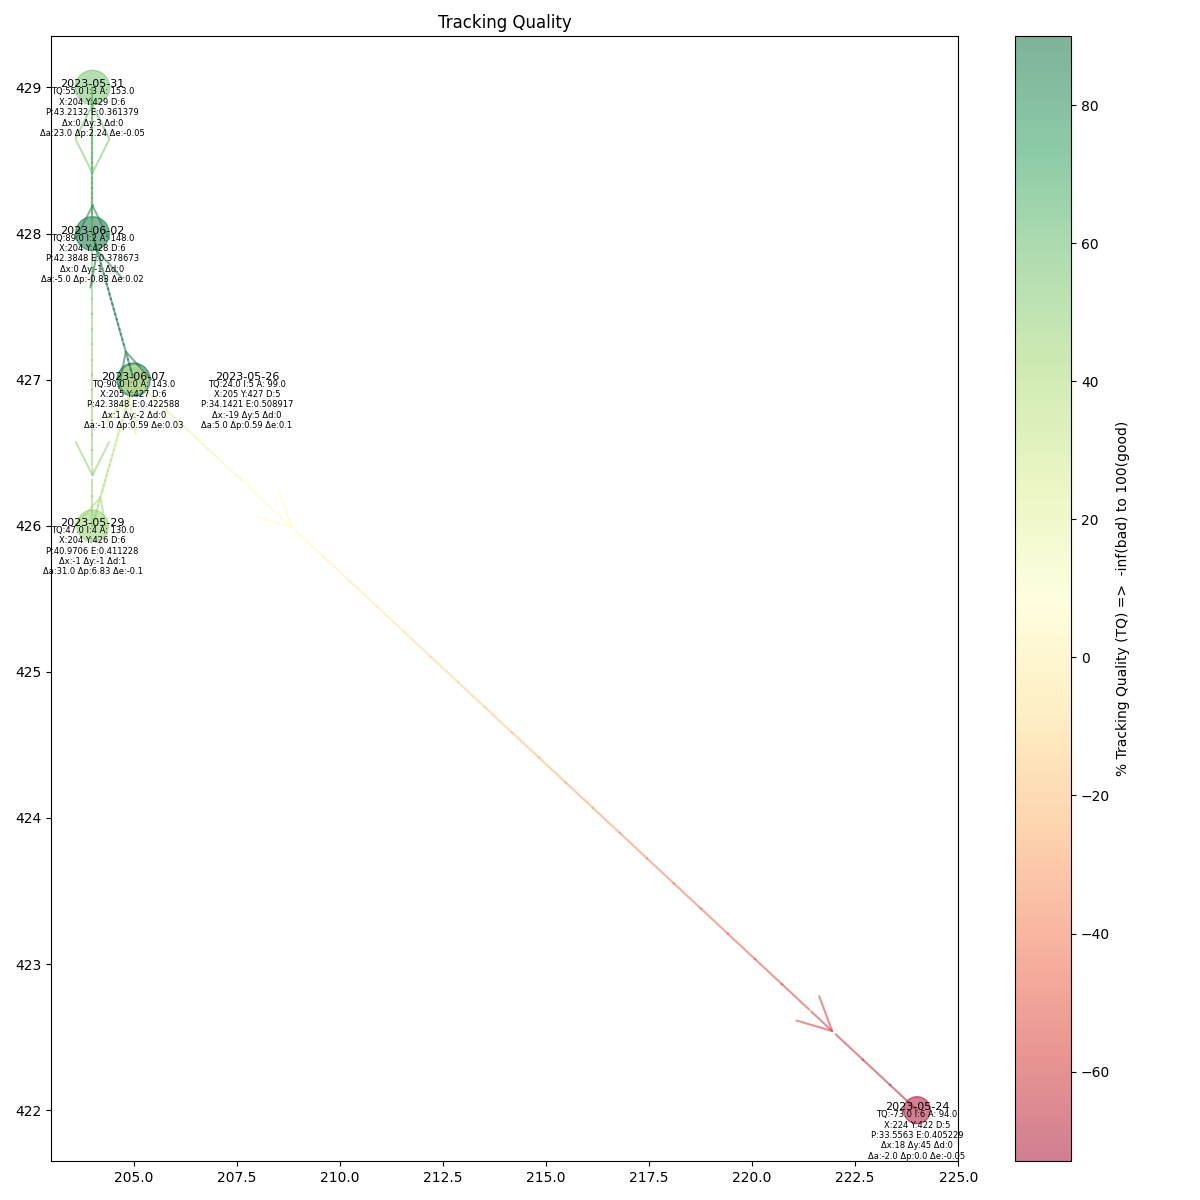 Tracking Quality
2023-05-31
TQ:55.0 I:3 A: 153.0
X:204 Y:429 D:6
P:43.2132 E:0.361379
Δx:0 Δy:3 Δd:0
Δa:23.0 Δp:2.24 Δe:-0.05
2023-06-02
TQ:89.0 I:2 A: 148.0
X:204 Y:428 D:6
P:42.3848 E:0.378673
Δx:0 Δy:-1 Δd:0
Δa:-5.0 Δp:-0.83 Δe:0.02
2023-06-07
TQ:90.0 I:0 A: 143.0
X:205 Y:427 D:6
P:42.3848 E:0.422588
Δx:1 Δy:-2 Δd:0
Δa:-1.0 Δp:0.59 Δe:0.03
2023-05-26
TQ:24.0 I:5 A: 99.0
X:205 Y:427 D:5
P:34.1421 E:0.508917
Δx:-19 Δy:5 Δd:0
Δa:5.0 Δp:0.59 Δe:0.1
2023-05-29
TQ:47.0 I:4 A: 130.0
X:204 Y:426 D:6
P:40.9706 E:0.411228
Δx:-1 Δy:-1 Δd:1
Δa:31.0 Δp:6.83 Δe:-0.1
2023-05-24
TQ:-73.0 I:6 A: 94.0
X:224 Y:422 D:5
P:33.5563 E:0.405229
Δx:18 Δy:45 Δd:0
Δa:-2.0 Δp:0.0 Δe:-0.05
429
428
427
426
425
424
423
422
205.0 207.5 210.0 212.5 215.0 217.5 220.0 222.5 225.0
80
60
40
20
0
−20
−40
−60
% Tracking Quality (TQ) => -inf(bad) to 100(good)